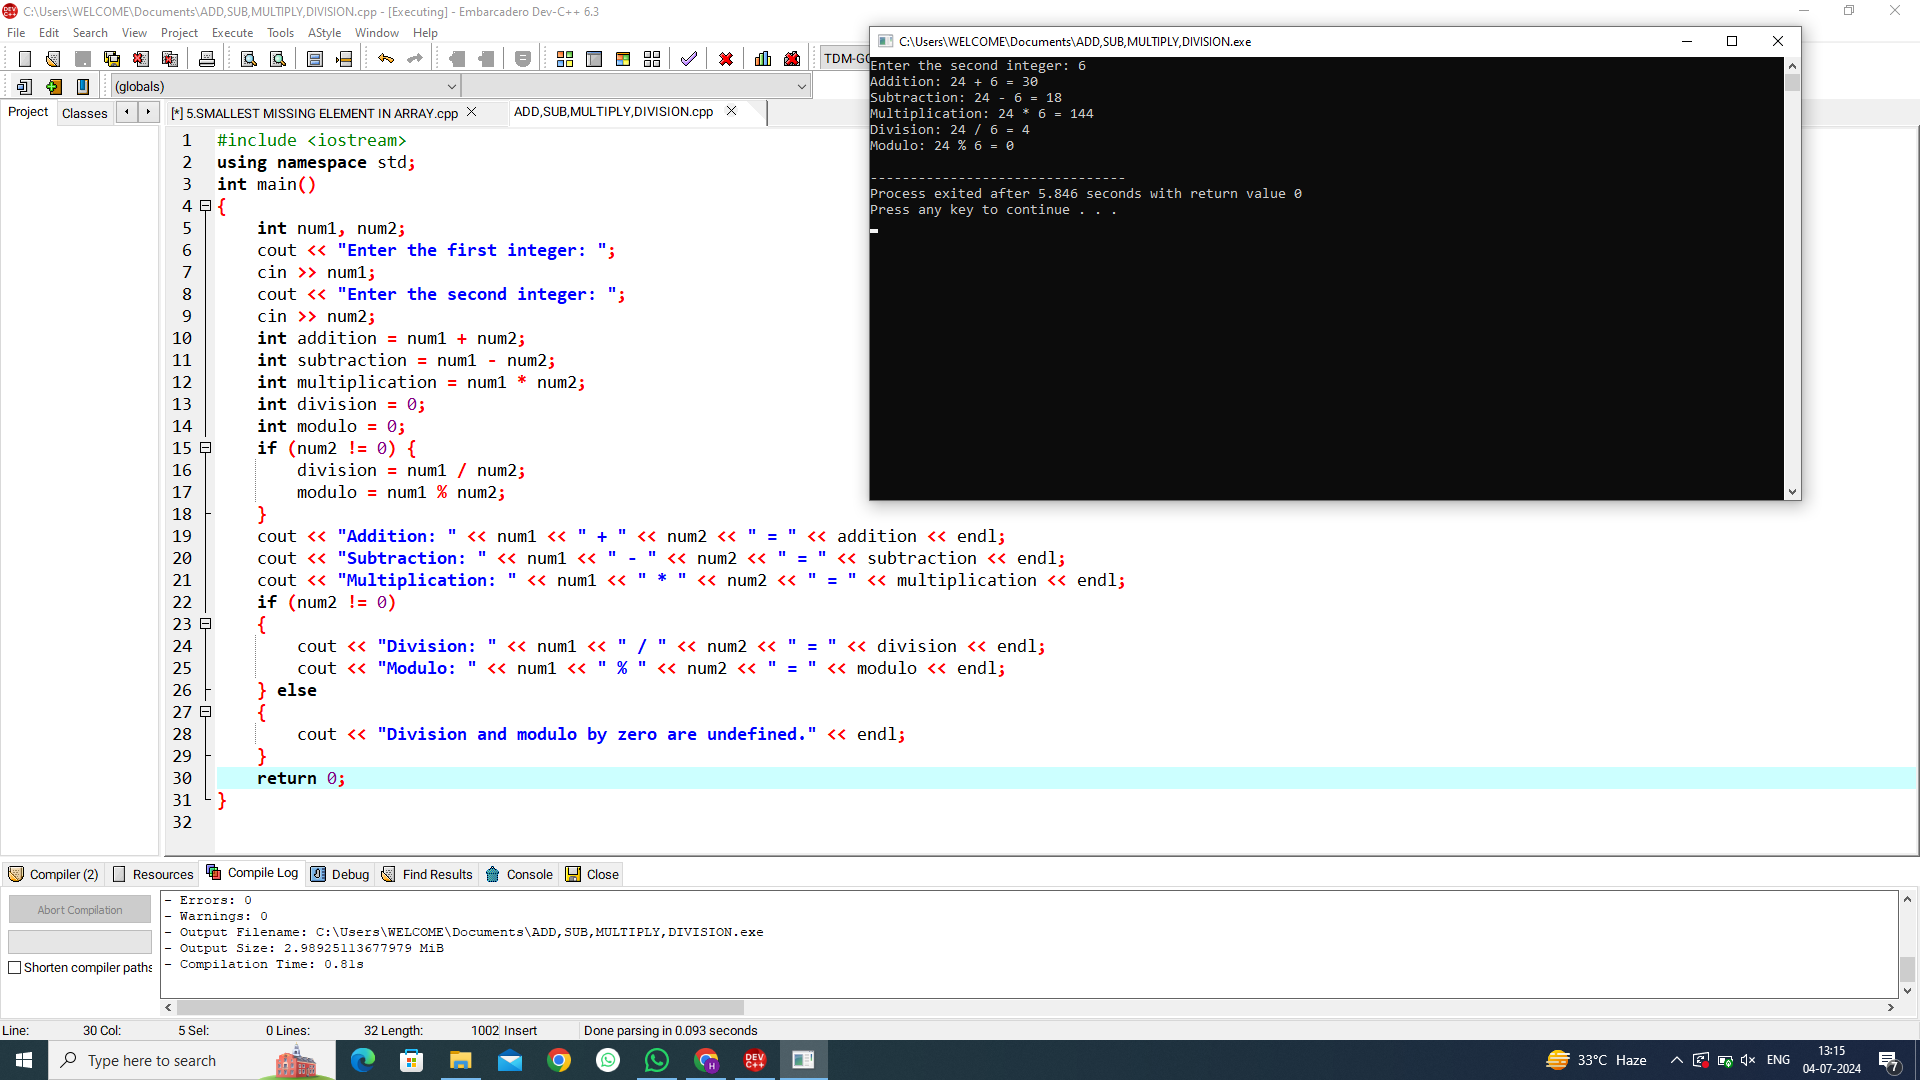 C:\Users\WELCOME\Documents\ADD,SUB,MULTIPLY,DIVISION.cpp - [Executing] - Embarcadero Dev-C++ 6.3
File Edit Search View Project Execute Tools AStyle Window Help
TDM-GC
(globals)
Project Classes
[*] 5.SMALLEST MISSING ELEMENT IN ARRAY.cpp ADD,SUB,MULTIPLY,DIVISION.cpp
1 #include <iostream>
2 using namespace std;
3 int main()
4 {
5 int num1, num2;
6 cout << "Enter the first integer: ";
7 cin >> num1;
8 cout << "Enter the second integer: ";
9 cin >> num2;
10 int addition = num1 + num2;
11 int subtraction = num1 - num2;
12 int multiplication = num1 * num2;
13 int division = 0;
14 int modulo = 0;
15 if (num2 != 0) {
16 division = num1 / num2;
17 modulo = num1 % num2;
18 }
19 cout << "Addition: " << num1 << " + " << num2 << " = " << addition << endl;
20 cout << "Subtraction: " << num1 << " - " << num2 << " = " << subtraction << endl;
21 cout << "Multiplication: " << num1 << " * " << num2 << " = " << multiplication << endl;
22 if (num2 != 0)
23 {
24 cout << "Division: " << num1 << " / " << num2 << " = " << division << endl;
25 cout << "Modulo: " << num1 << " % " << num2 << " = " << modulo << endl;
26 } else
27 {
28 cout << "Division and modulo by zero are undefined." << endl;
29 }
30 return 0;
31 }
32
C:\Users\WELCOME\Documents\ADD,SUB,MULTIPLY,DIVISION.exe
Enter the second integer: 6
Addition: 24 + 6 = 30
Subtraction: 24 - 6 = 18
Multiplication: 24 * 6 = 144
Division: 24 / 6 = 4
Modulo: 24 % 6 = 0
--------------------------------
Process exited after 5.846 seconds with return value 0
Press any key to continue . . .
Compiler (2) Resources Compile Log Debug Find Results Console Close
Abort Compilation
Shorten compiler paths
- Errors: 0
- Warnings: 0
- Output Filename: C:\Users\WELCOME\Documents\ADD,SUB,MULTIPLY,DIVISION.exe
- Output Size: 2.98925113677979 MiB
- Compilation Time: 0.81s
Line: 30 Col: 5 Sel: 0 Lines: 32 Length: 1002 Insert Done parsing in 0.093 seconds
Type here to search
DEV C++
H
33°C Haze
ENG
13:15
04-07-2024
7